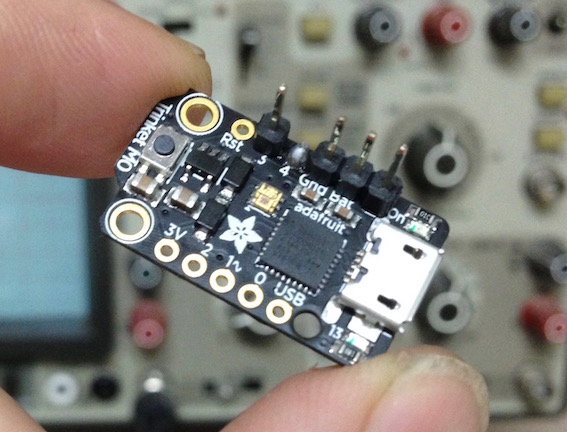 Trinket M0
Rst
3
4
Gnd
Bat
On
adafruit
3V
2
1~
0
USB
13